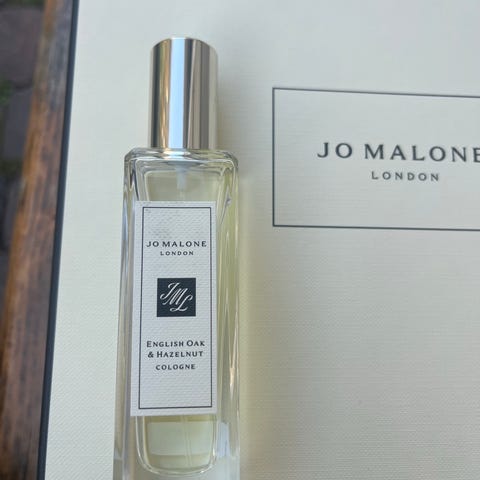 JO MALONE
LONDON
JML
ENGLISH OAK
& HAZELNUT
COLOGNE
JO MALONE
LONDON